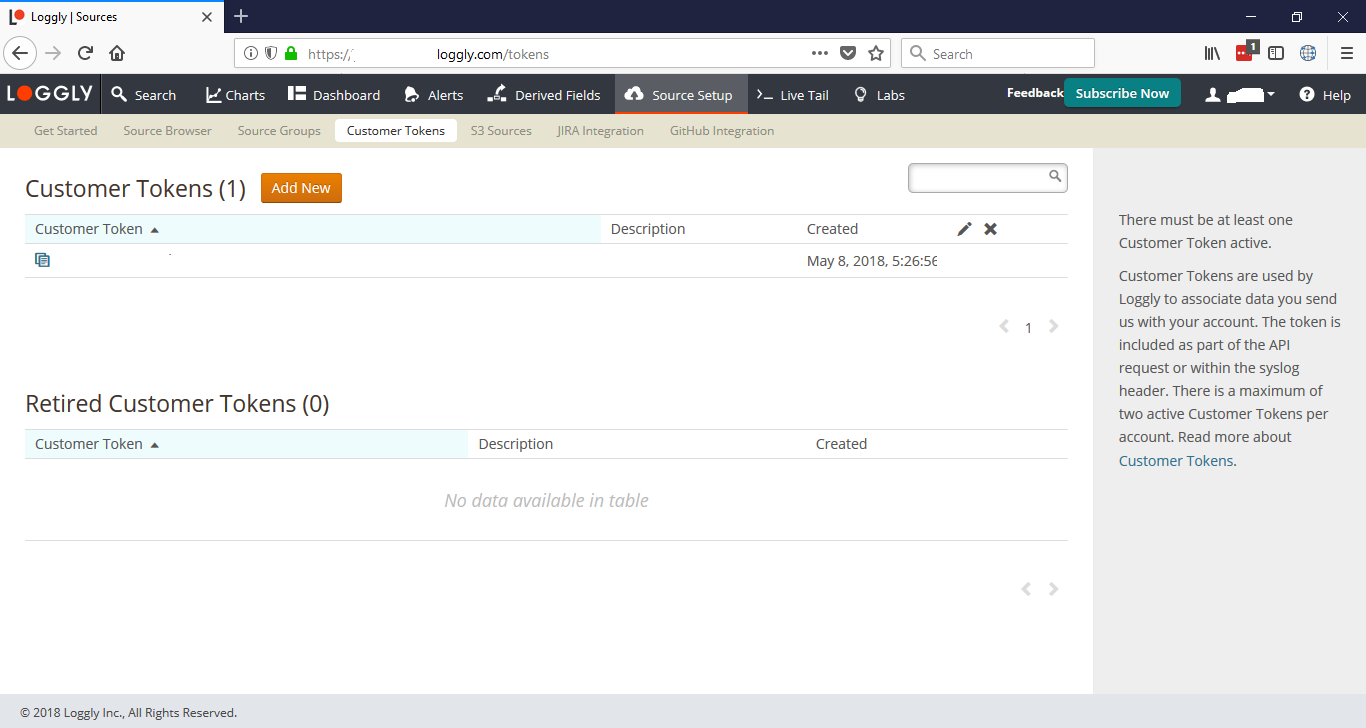 Loggly | Sources
https:// loggly.com/tokens
Search
1
LOGGLY
Search
Charts
Dashboard
Alerts
Derived Fields
Source Setup
Live Tail
Labs
Feedback
Subscribe Now
Help
Get Started
Source Browser
Source Groups
Customer Tokens
S3 Sources
JIRA Integration
GitHub Integration
Customer Tokens (1)
Add New
Customer Token
Description
Created
May 8, 2018, 5:26:56
1
Retired Customer Tokens (0)
Customer Token
Description
Created
No data available in table
There must be at least one
Customer Token active.
Customer Tokens are used by
Loggly to associate data you send
us with your account. The token is
included as part of the API
request or within the syslog
header. There is a maximum of
two active Customer Tokens per
account. Read more about
Customer Tokens.
© 2018 Loggly Inc., All Rights Reserved.